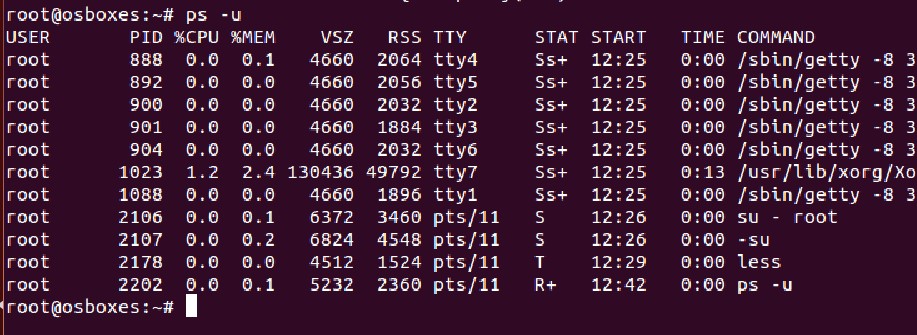 root@osboxes:~# ps -u
USER       PID %CPU %MEM    VSZ   RSS TTY      STAT START   TIME COMMAND
root       888  0.0  0.1   4660  2064 tty4     Ss+  12:25   0:00 /sbin/getty -8 3
root       892  0.0  0.0   4660  2056 tty5     Ss+  12:25   0:00 /sbin/getty -8 3
root       900  0.0  0.0   4660  2032 tty2     Ss+  12:25   0:00 /sbin/getty -8 3
root       901  0.0  0.0   4660  1884 tty3     Ss+  12:25   0:00 /sbin/getty -8 3
root       904  0.0  0.0   4660  2032 tty6     Ss+  12:25   0:00 /sbin/getty -8 3
root      1023  1.2  2.4 130436 49792 tty7     Ss+  12:25   0:13 /usr/lib/xorg/Xo
root      1088  0.0  0.0   4660  1896 tty1     Ss+  12:25   0:00 /sbin/getty -8 3
root      2106  0.0  0.1   6372  3460 pts/11   S    12:26   0:00 su - root
root      2107  0.0  0.2   6824  4548 pts/11   S    12:26   0:00 -su
root      2178  0.0  0.0   4512  1524 pts/11   T    12:29   0:00 less
root      2202  0.0  0.1   5232  2360 pts/11   R+   12:42   0:00 ps -u
root@osboxes:~#